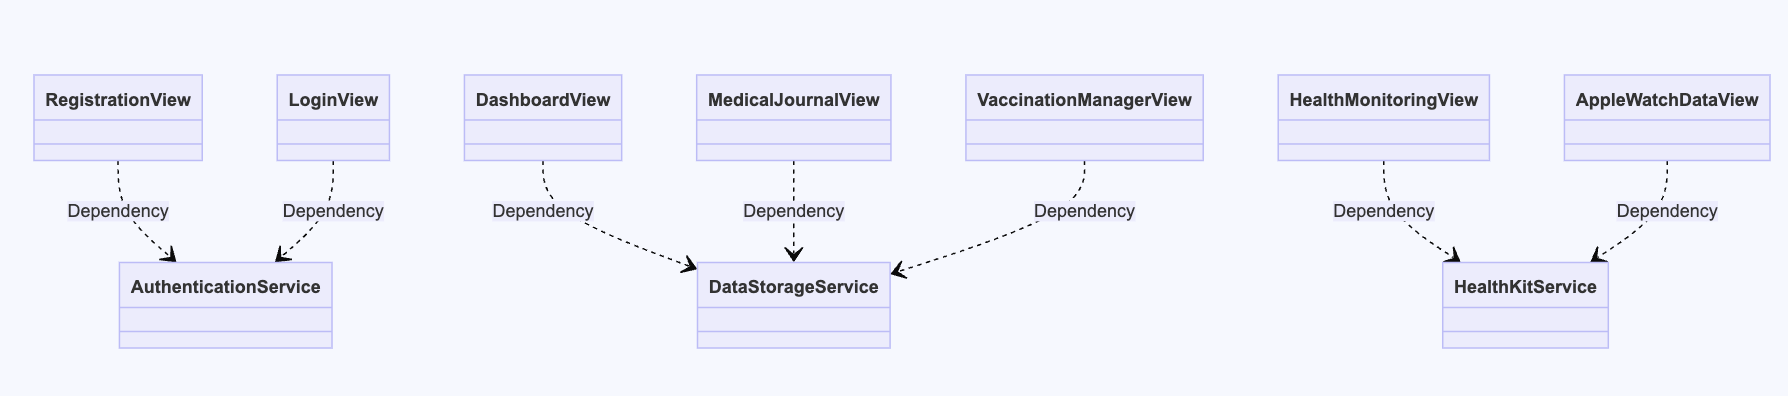 RegistrationView
LoginView
DashboardView
MedicalJournalView
VaccinationManagerView
HealthMonitoringView
AppleWatchDataView
Dependency
Dependency
Dependency
Dependency
Dependency
Dependency
Dependency
AuthenticationService
DataStorageService
HealthKitService